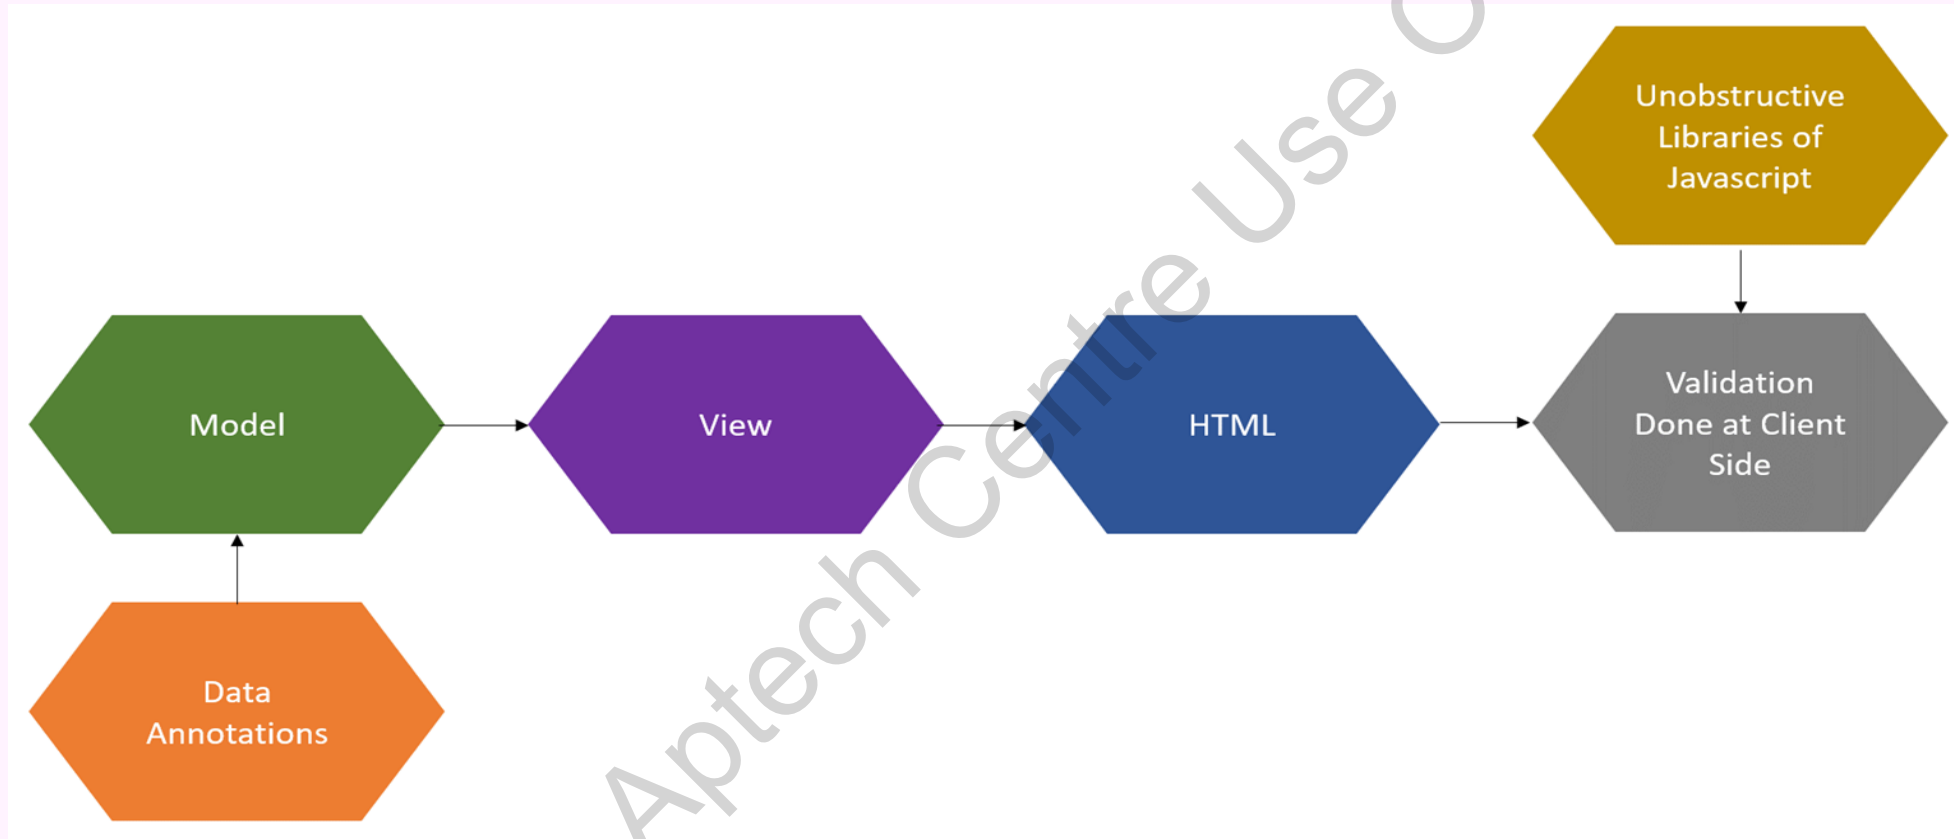 Unobstructive
Libraries of
Javascript
Model
View
HTML
Validation
Done at Client
Side
Data
Annotations
Aptech Centre Use O